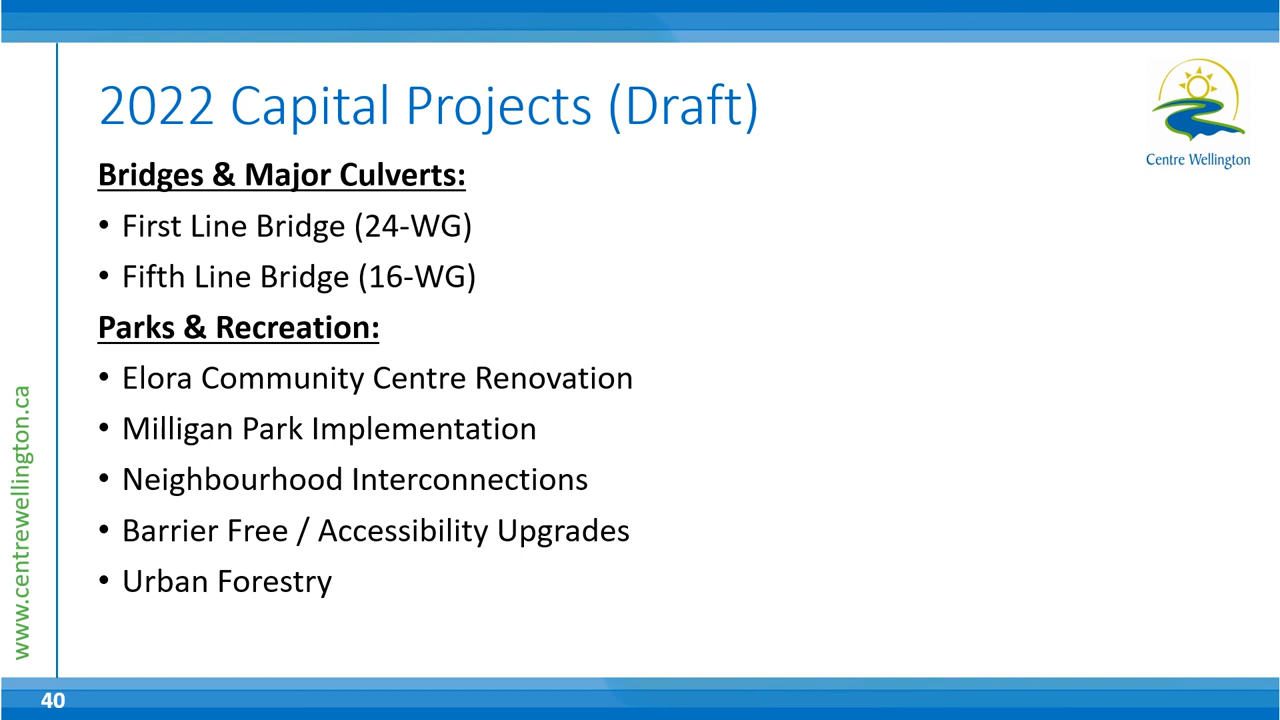 2022 Capital Projects (Draft)
Centre Wellington
Bridges & Major Culverts:
• First Line Bridge (24-WG)
• Fifth Line Bridge (16-WG)
Parks & Recreation:
• Elora Community Centre Renovation
• Milligan Park Implementation
• Neighbourhood Interconnections
• Barrier Free / Accessibility Upgrades
• Urban Forestry
www.centrewellington.ca
40